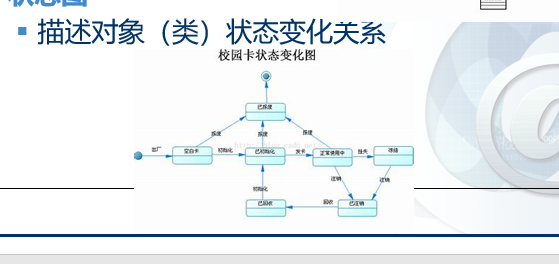 状态图
描述对象（类）状态变化关系
校园卡状态变化图
已报废
报废
报废
报废
出厂
空白卡
初始化
已初始化
发卡
正常使用中
挂失
冻结
初始化
注销
注销
已回收
回收
已注销